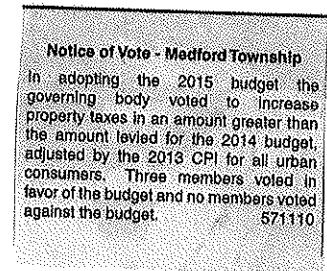 Notice of Vote - Medford Township
In adopting the 2015 budget the
governing body voted to increase
property taxes in an amount greater than
the amount levied for the 2014 budget,
adjusted by the 2013 CPI for all urban
consumers. Three members voted in
favor of the budget and no members voted
against the budget. 571110